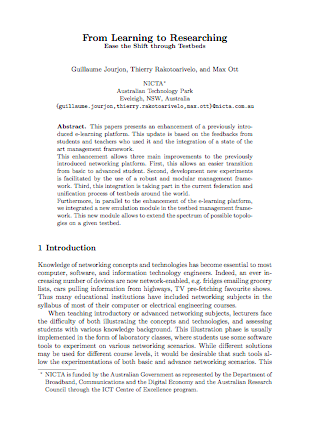 From Learning to Researching
Ease the Shift through Testbeds
Guillaume Jourjon, Thierry Rakotoarivelo, and Max Ott
NICTA*
Australian Technology Park
Eveleigh, NSW, Australia
{guillaume.jourjon,thierry.rakotoarivelo,max.ott}@nicta.com.au
Abstract. This papers presents an enhancement of a previously intro-
duced e-learning platform. This update is based on the feedbacks from
students and teachers who used it and the integration of a state of the
art management framework.
This enhancement allows three main improvements to the previously
introduced networking platform. First, this allows an easier transition
from basic to advanced student. Second, development new experiments
is facilitated by the use of a robust and modular management frame-
work. Third, this integration is taking part in the current federation and
unification process of testbeds around the world.
Furthermore, in parallel to the enhancement of the e-learning platform,
we integrated a new emulation module in the testbed management frame-
work. This new module allows to extend the spectrum of possible topolo-
gies on a given testbed.
1 Introduction
Knowledge of networking concepts and technologies has become essential to most
computer, software, and information technology engineers. Indeed, an ever in-
creasing number of devices are now network-enabled, e.g. fridges emailing grocery
lists, cars pulling information from highways, TV pre-fetching favourite shows.
Thus many educational institutions have included networking subjects in the
syllabus of most of their computer or electrical engineering courses.
When teaching introductory or advanced networking subjects, lecturers face
the difficulty of both illustrating the concepts and technologies, and assessing
students with various knowledge background. This illustration phase is usually
implemented in the form of laboratory classes, where students use some software
tools to experiment on various networking scenarios. While different solutions
may be used for different course levels, it would be desirable that such tools al-
low the experimentations of both basic and advance networking scenarios. This
* NICTA is funded by the Australian Government as represented by the Department of
Broadband, Communications and the Digital Economy and the Australian Research
Council through the ICT Centre of Excellence program.